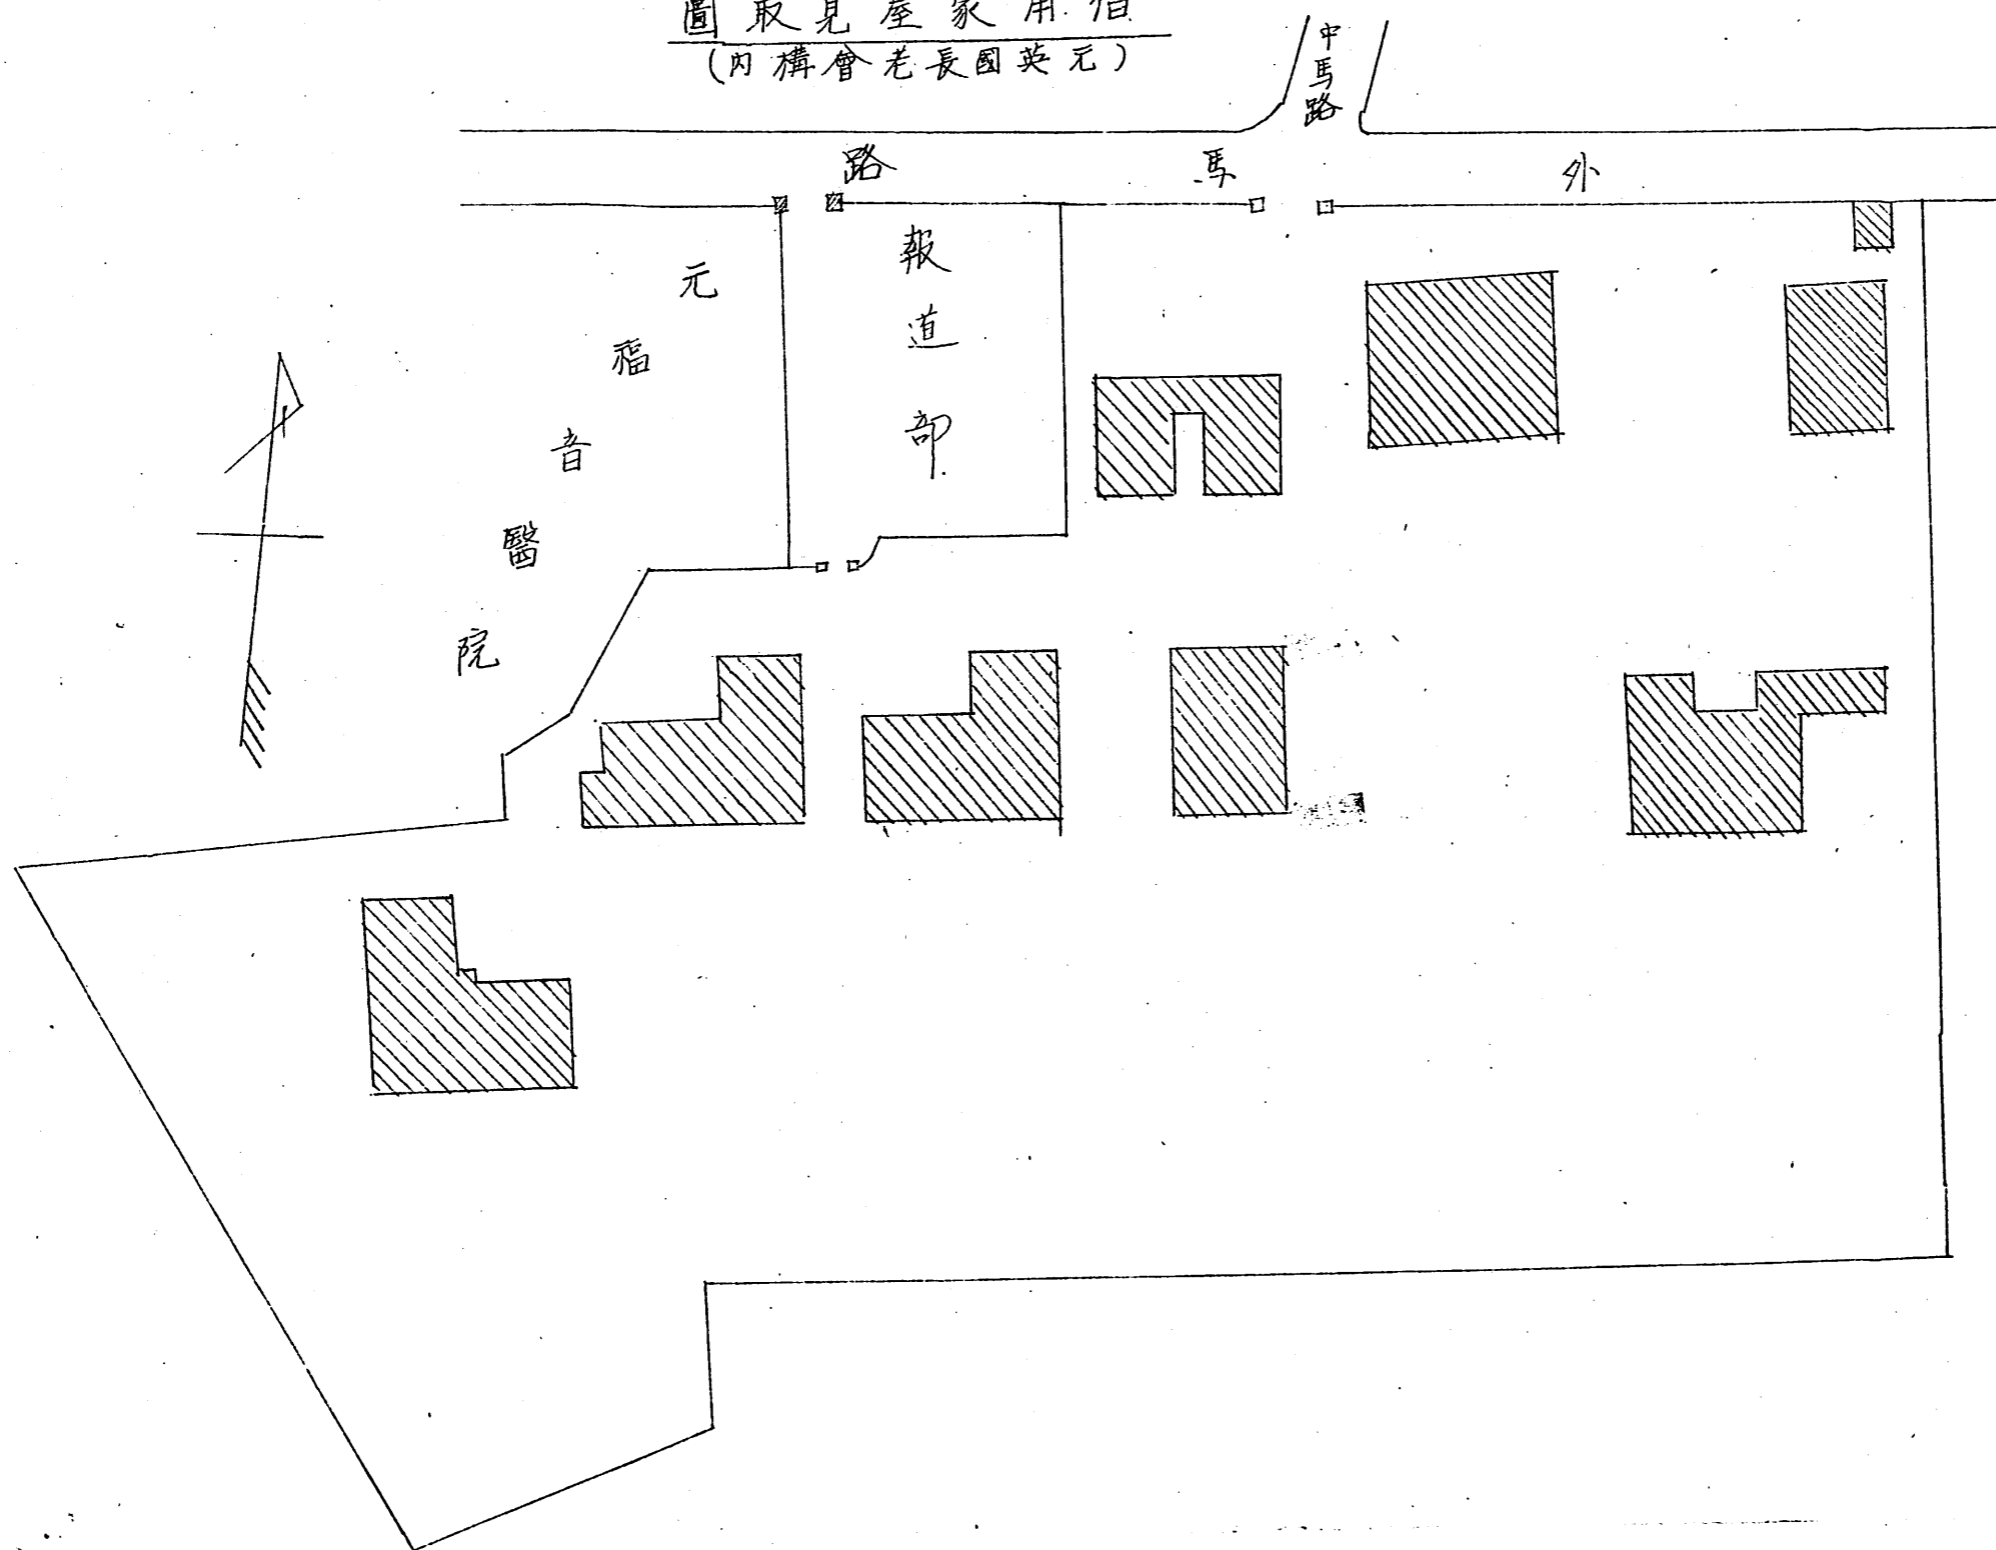 借用家屋見取圖
(元英國長老會構內)
中馬路
外馬路
報道部
元福音醫院